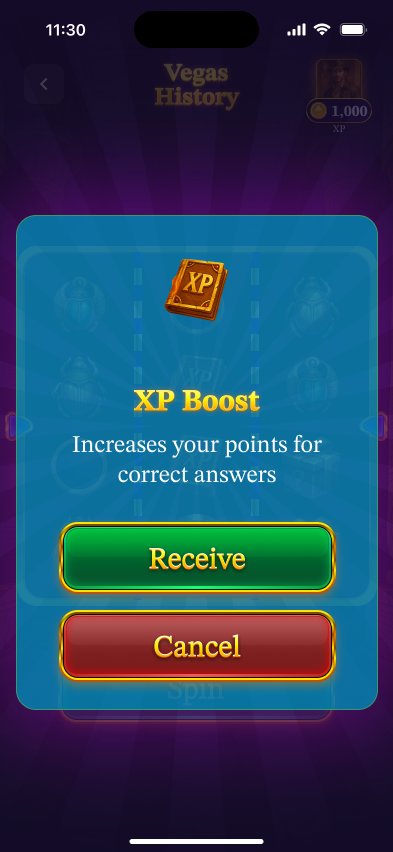 11:30
Vegas
History
1,000
XP
XP
XP Boost
Increases your points for
correct answers
Receive
Cancel
Spin